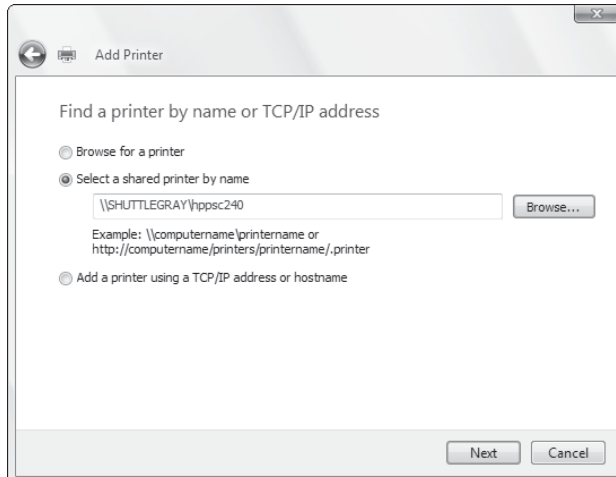 Add Printer
Find a printer by name or TCP/IP address
Browse for a printer
Select a shared printer by name
\\SHUTTLEGRAY\hppsc240
Browse...
Example: \\computername\printername or
http://computername/printers/printername/.printer
Add a printer using a TCP/IP address or hostname
Next
Cancel